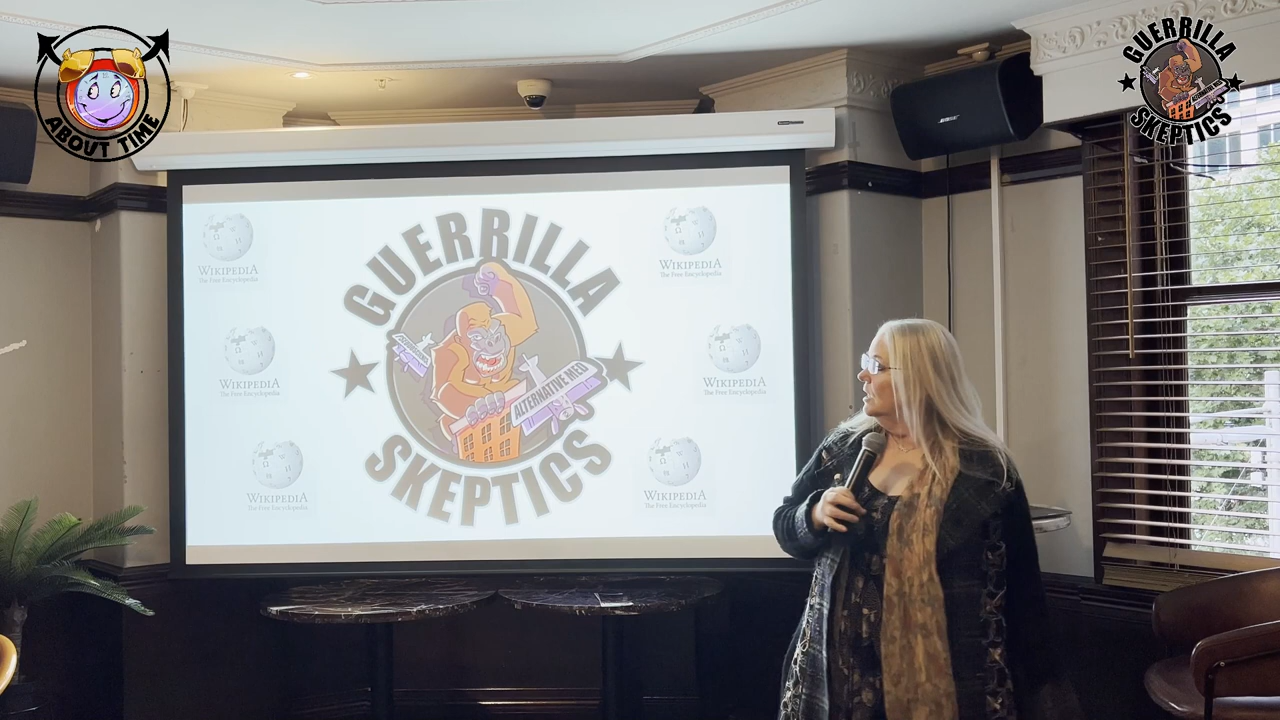 ABOUT TIME
GUERRILLA
SKEPTICS
BOSE
GUERRILLA
ALTERNATIVE MED
SKEPTICS
WIKIPEDIA
The Free Encyclopedia
WIKIPEDIA
The Free Encyclopedia
WIKIPEDIA
The Free Encyclopedia
WIKIPEDIA
The Free Encyclopedia
WIKIPEDIA
The Free Encyclopedia
WIKIPEDIA
The Free Encyclopedia